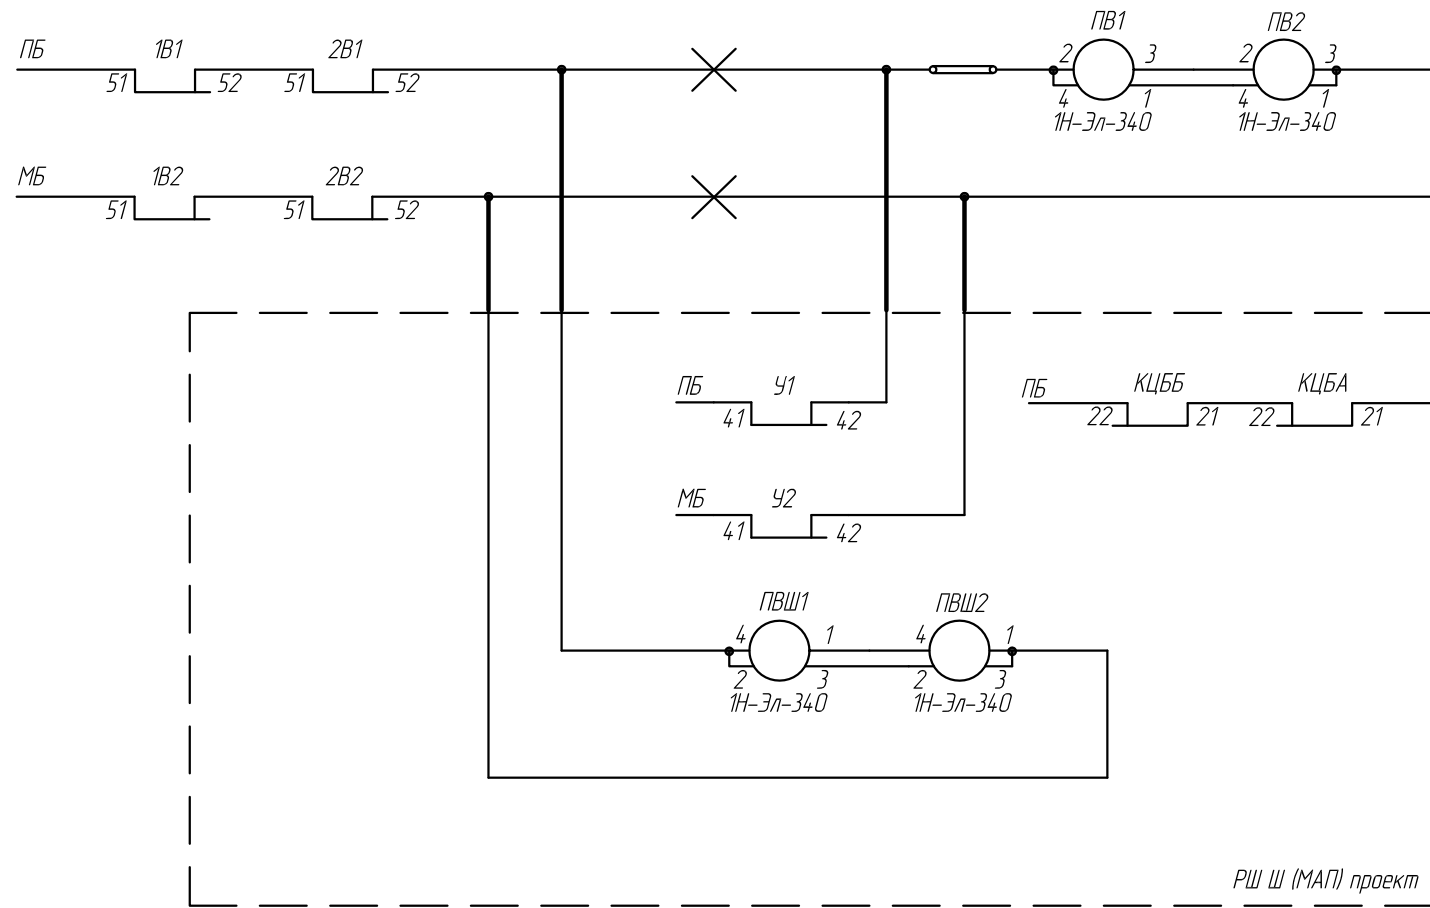 ПБ 1В1 2В1 ПВ1 ПВ2
51 52 51 52 2 3 2 3
4 1 4 1
1Н-Эл-340 1Н-Эл-340
МБ 1В2 2В2
51 51 52
ПБ У1 ПБ КЦББ КЦБА
41 42 22 21 22 21
МБ У2
41 42
ПВШ1 ПВШ2
4 1 4 1
2 3 2 3
1Н-Эл-340 1Н-Эл-340
РШ Ш (МАП) проект